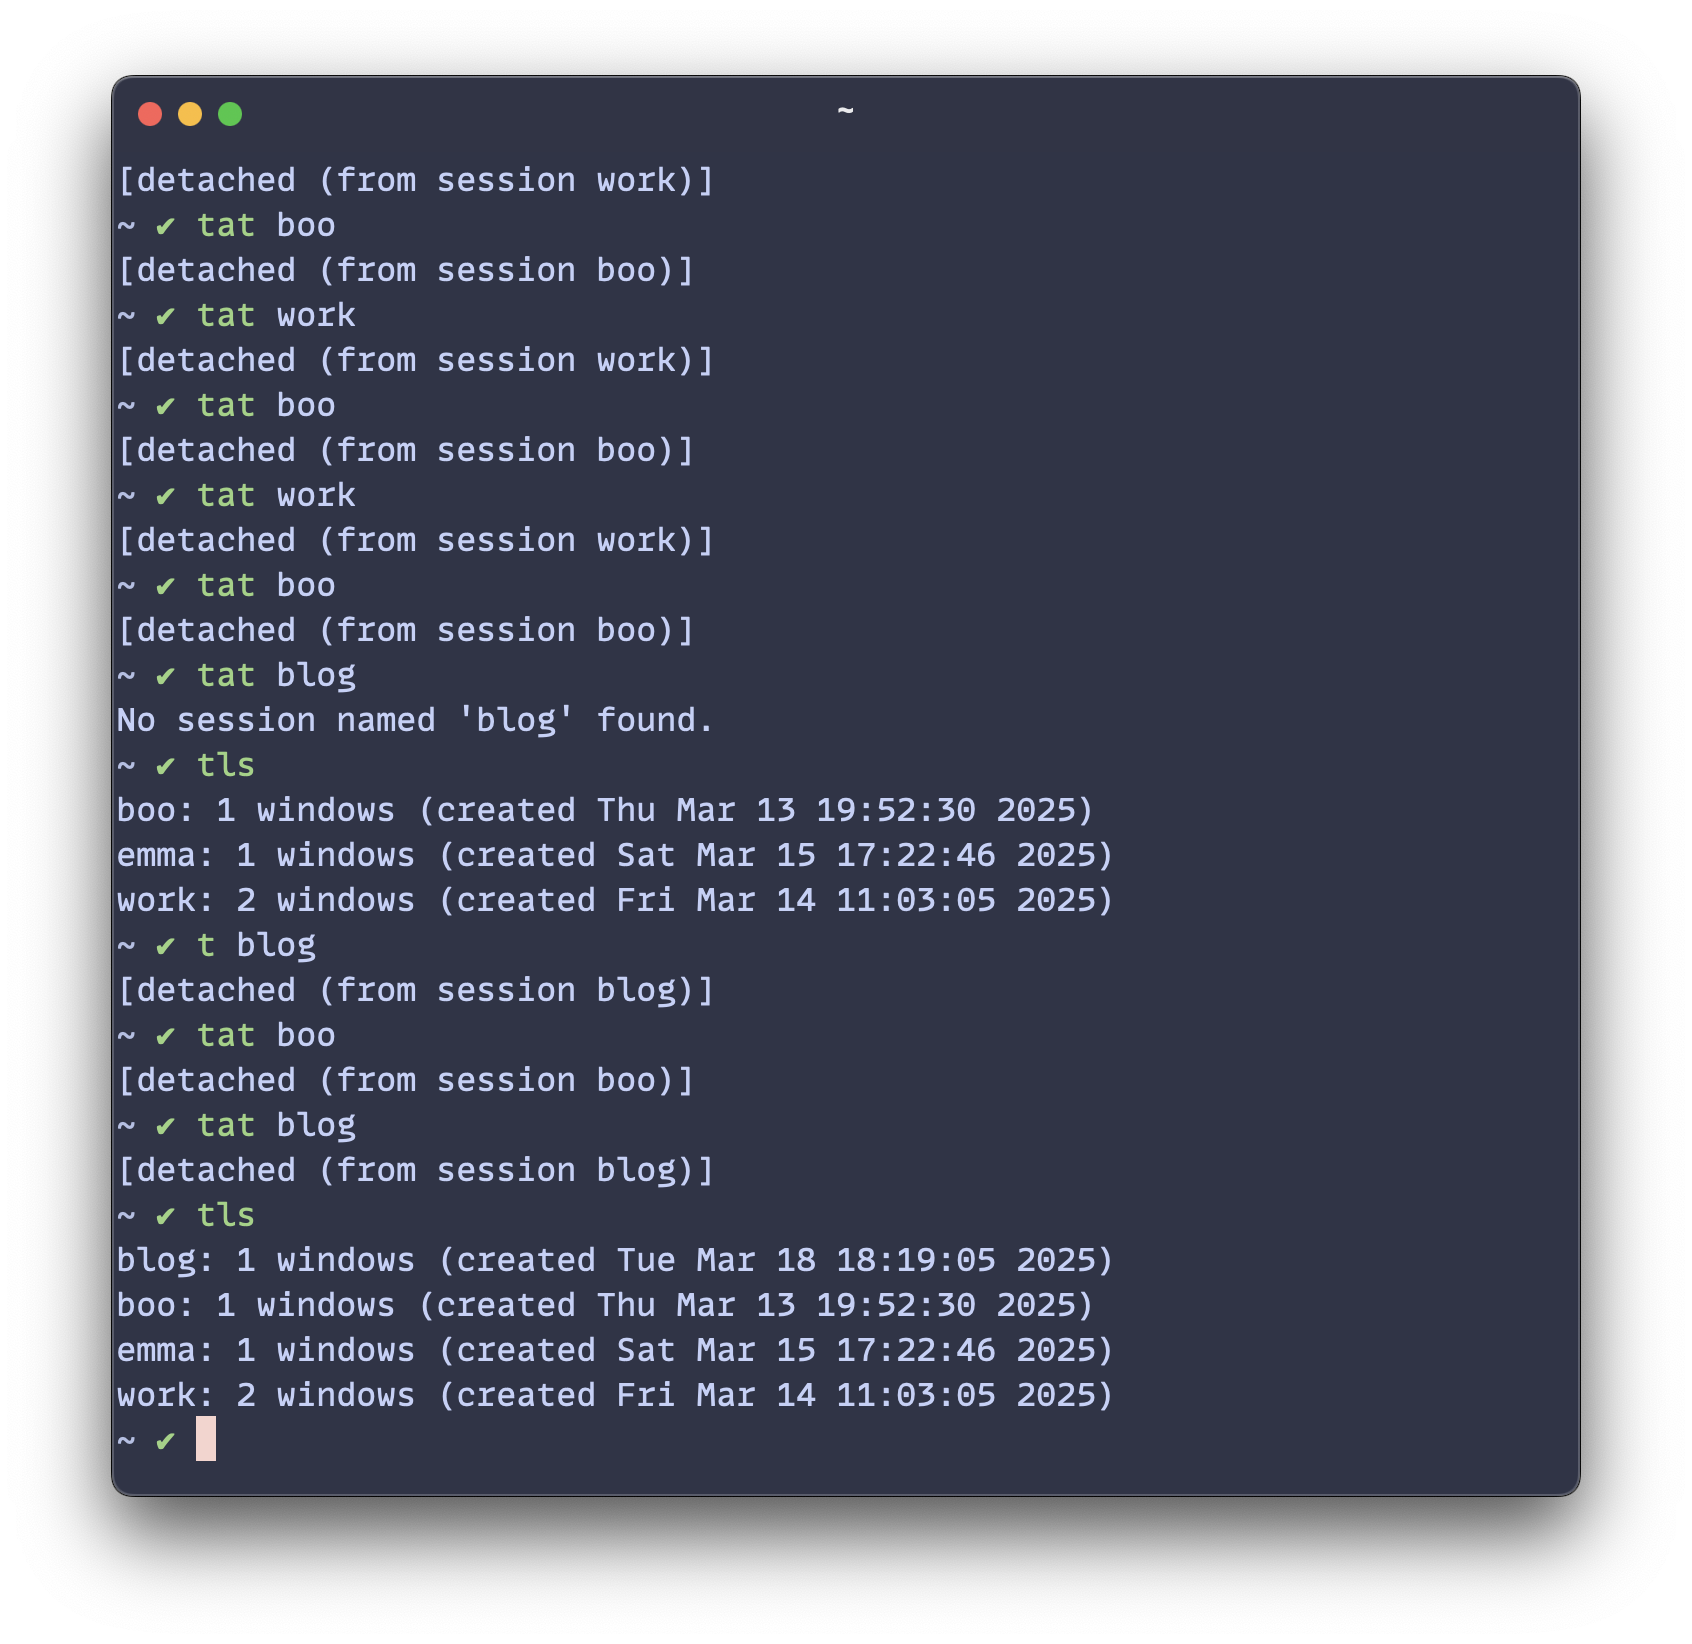 ~
[detached (from session work)]
~ ✔ tat boo
[detached (from session boo)]
~ ✔ tat work
[detached (from session work)]
~ ✔ tat boo
[detached (from session boo)]
~ ✔ tat work
[detached (from session work)]
~ ✔ tat boo
[detached (from session boo)]
~ ✔ tat blog
No session named 'blog' found.
~ ✔ tls
boo: 1 windows (created Thu Mar 13 19:52:30 2025)
emma: 1 windows (created Sat Mar 15 17:22:46 2025)
work: 2 windows (created Fri Mar 14 11:03:05 2025)
~ ✔ t blog
[detached (from session blog)]
~ ✔ tat boo
[detached (from session boo)]
~ ✔ tat blog
[detached (from session blog)]
~ ✔ tls
blog: 1 windows (created Tue Mar 18 18:19:05 2025)
boo: 1 windows (created Thu Mar 13 19:52:30 2025)
emma: 1 windows (created Sat Mar 15 17:22:46 2025)
work: 2 windows (created Fri Mar 14 11:03:05 2025)
~ ✔